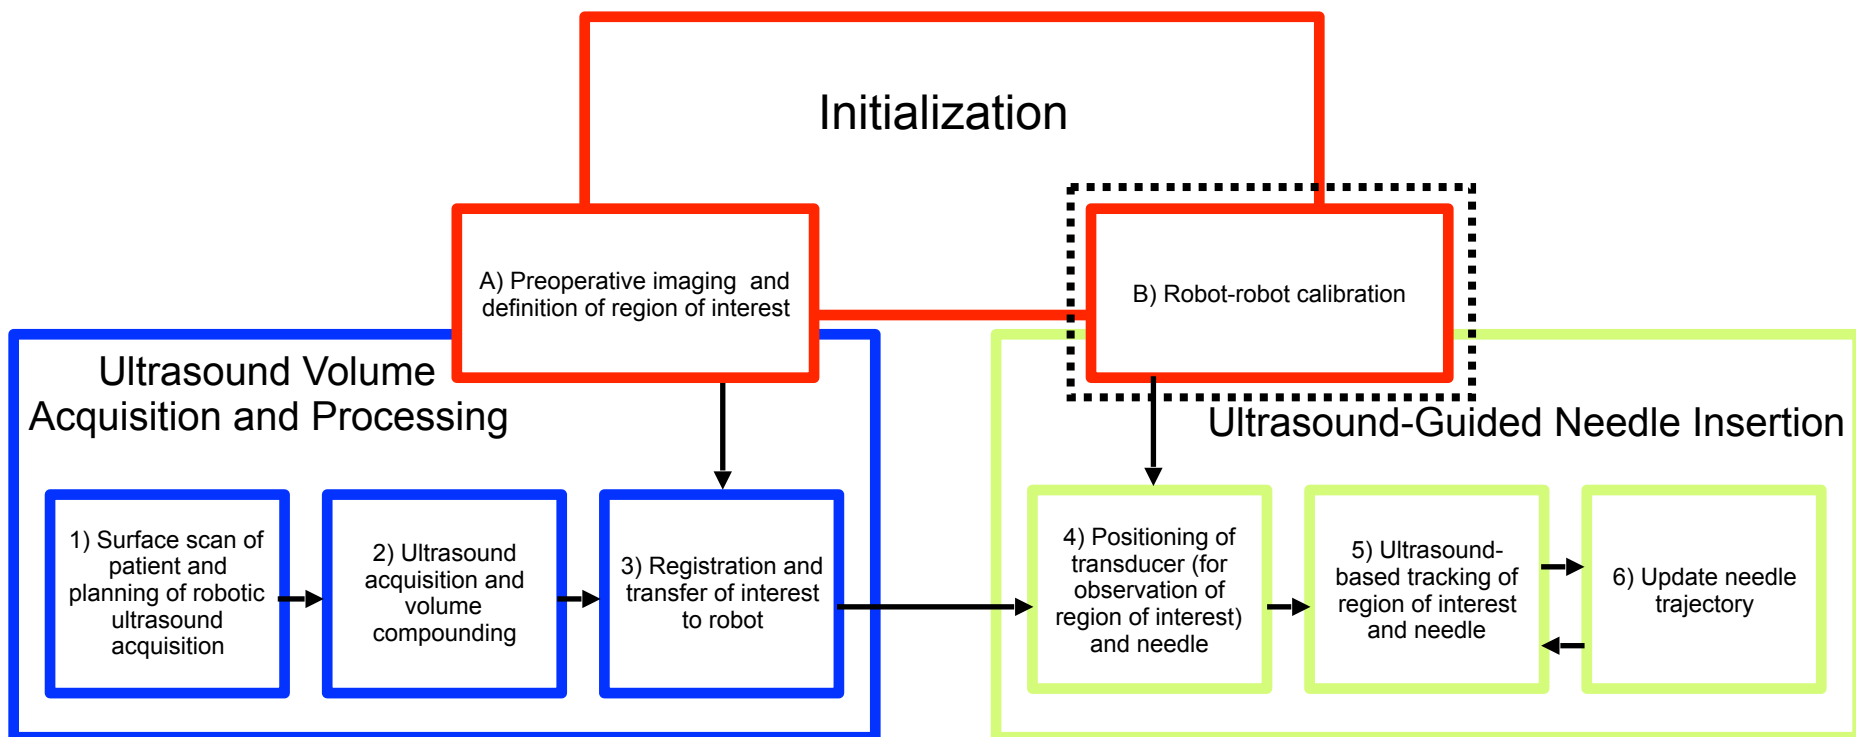 Initialization
A) Preoperative imaging and
definition of region of interest
B) Robot-robot calibration
Ultrasound Volume
Acquisition and Processing
Ultrasound-Guided Needle Insertion
1) Surface scan of
patient and
planning of robotic
ultrasound
acquisition
2) Ultrasound
acquisition and
volume
compounding
3) Registration and
transfer of interest
to robot
4) Positioning of
transducer (for
observation of
region of interest)
and needle
5) Ultrasound-
based tracking of
region of interest
and needle
6) Update needle
trajectory